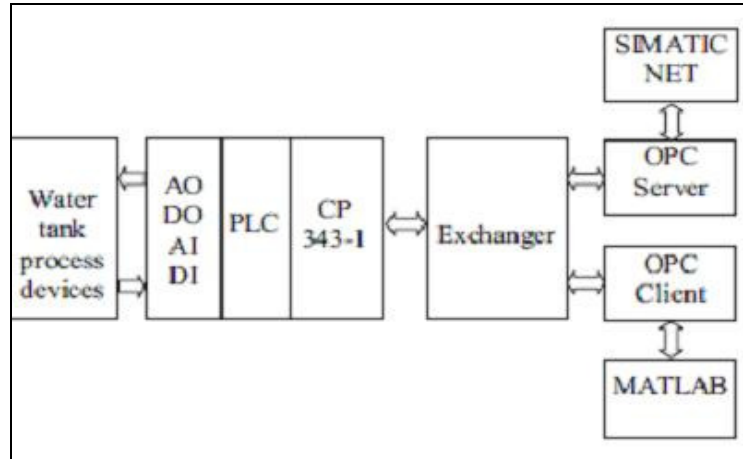 Water
tank
process
devices
AO
DO
AI
DI
PLC
CP
343-1
Exchanger
SIMATIC
NET
OPC
Server
OPC
Client
MATLAB